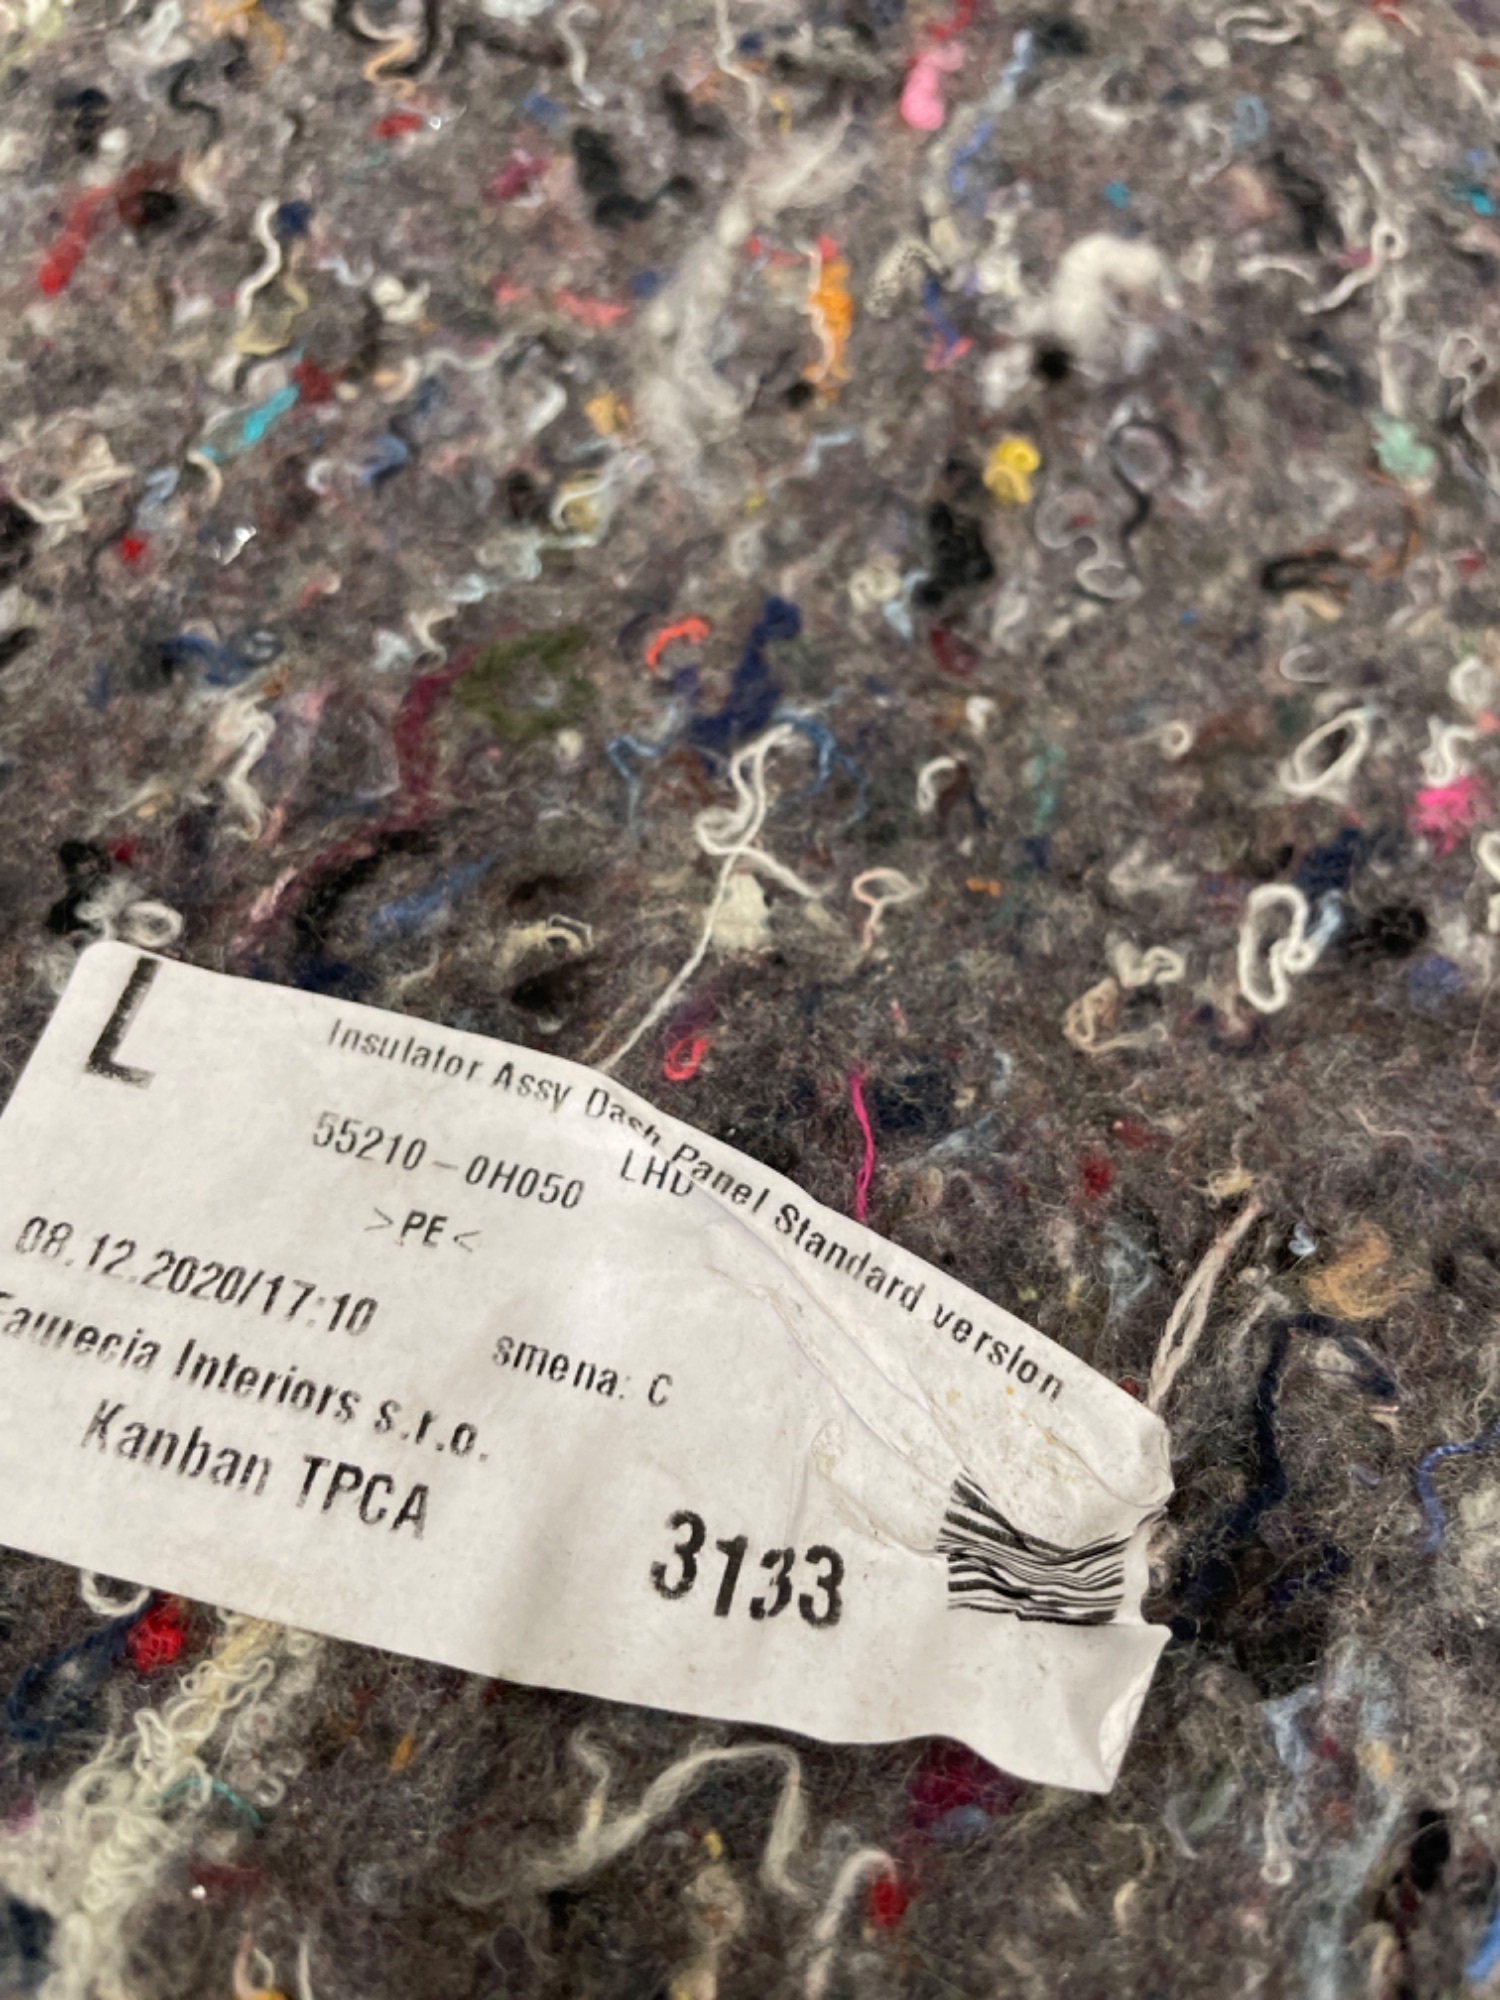 L
Insulator Assy Dash Panel Standard version
55210-0H050 LHD
>PE<
08.12.2020/17:10
smena: C
Faurecia Interiors s.r.o.
Kanban TPCA
3133